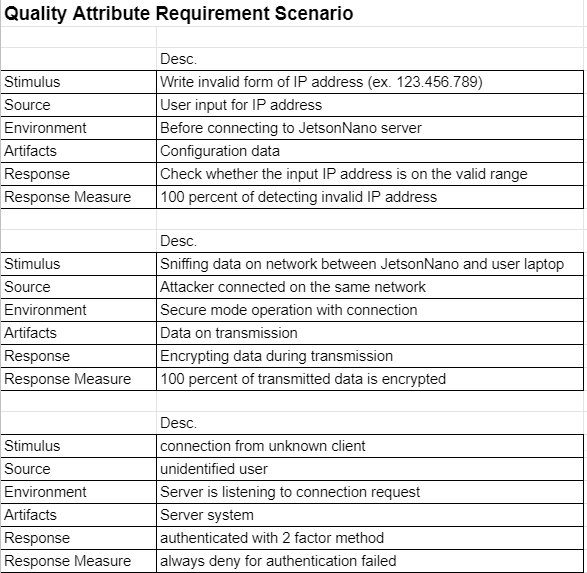 Quality Attribute Requirement Scenario
Desc.
Stimulus Write invalid form of IP address (ex. 123.456.789)
Source User input for IP address
Environment Before connecting to JetsonNano server
Artifacts Configuration data
Response Check whether the input IP address is on the valid range
Response Measure 100 percent of detecting invalid IP address
Desc.
Stimulus Sniffing data on network between JetsonNano and user laptop
Source Attacker connected on the same network
Environment Secure mode operation with connection
Artifacts Data on transmission
Response Encrypting data during transmission
Response Measure 100 percent of transmitted data is encrypted
Desc.
Stimulus connection from unknown client
Source unidentified user
Environment Server is listening to connection request
Artifacts Server system
Response authenticated with 2 factor method
Response Measure always deny for authentication failed